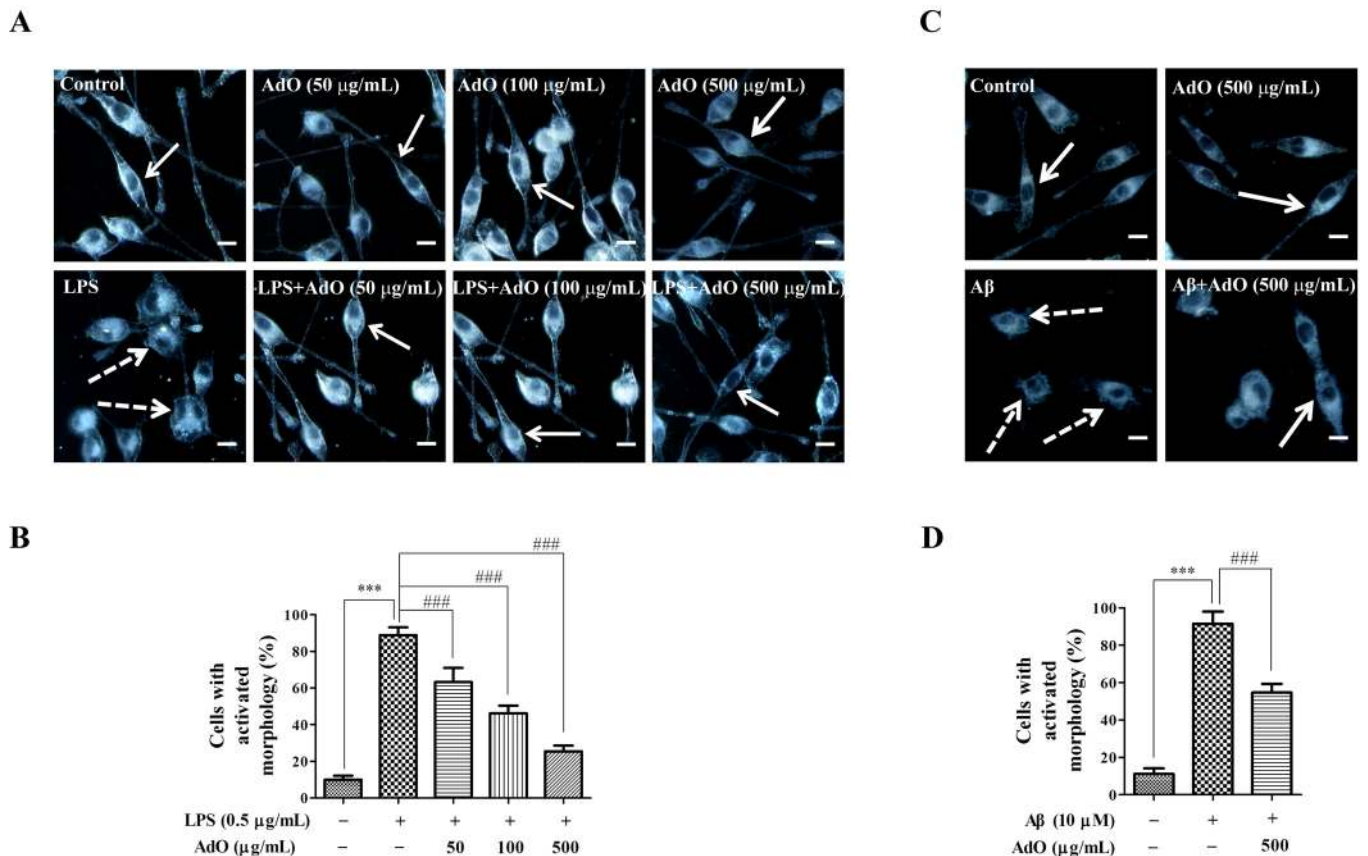 A
C
Control
AdO (50 µg/mL)
AdO (100 µg/mL)
AdO (500 µg/mL)
Control
AdO (500 µg/mL)
LPS
LPS+AdO (50 µg/mL)
LPS+AdO (100 µg/mL)
LPS+AdO (500 µg/mL)
Aβ
Aβ+AdO (500 µg/mL)
B
###
###
***
###
100
80
60
40
20
0
Cells with
activated
morphology (%)
LPS (0.5 µg/mL) − + + + +
AdO (µg/mL) − − 50 100 500
D
***
###
100
80
60
40
20
0
Cells with
activated
morphology (%)
Aβ (10 µM) − + +
AdO (µg/mL) − − 500